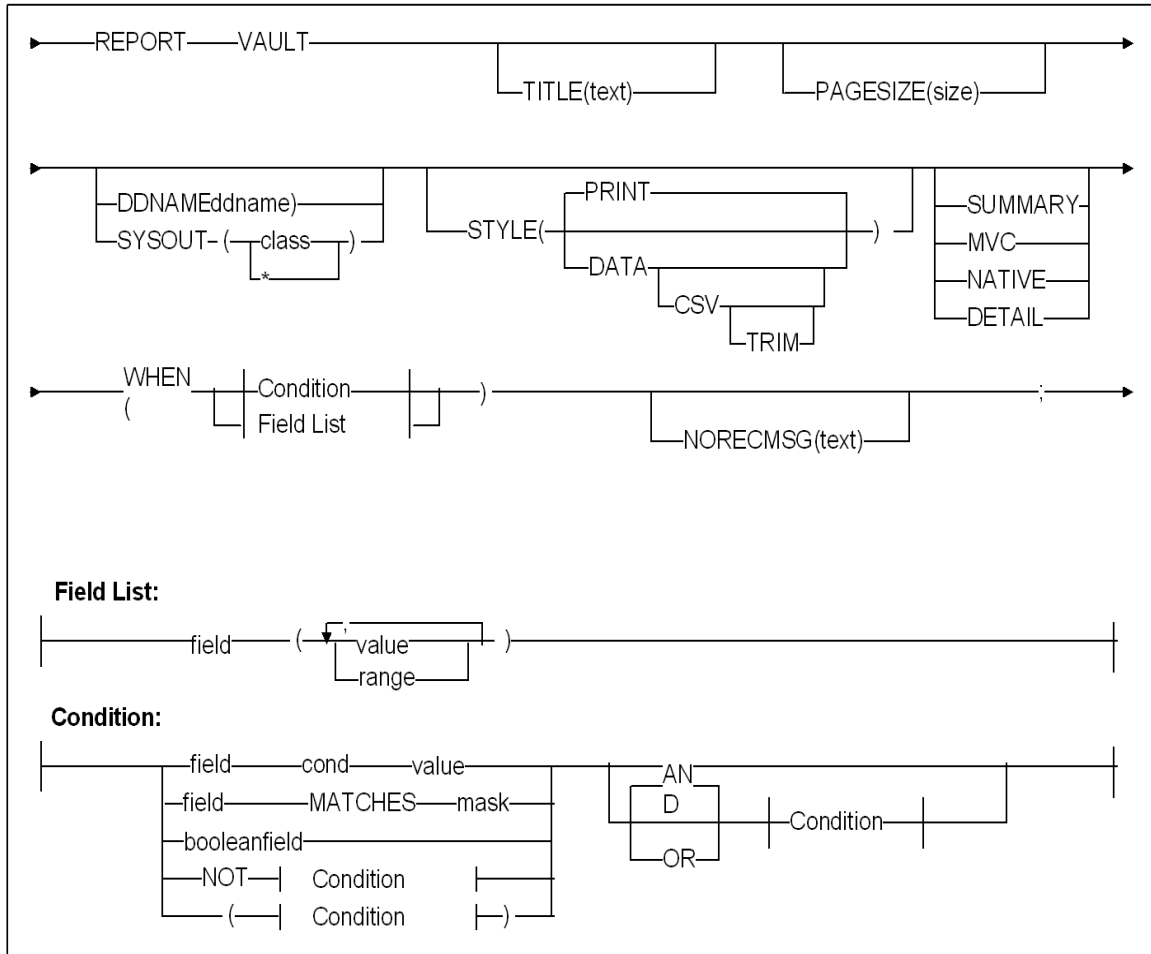 REPORT VAULT
TITLE(text) PAGESIZE(size)
DDNAMEddname)
SYSOUT- ( class )
*
STYLE( PRINT )
DATA
CSV
TRIM
SUMMARY
MVC
NATIVE
DETAIL
WHEN
( Condition )
Field List
NORECMSG(text)
;
Field List:
field ( , value )
range
Condition:
field cond value
field MATCHES mask
booleanfield
NOT Condition
( Condition )
AN
D
OR
Condition